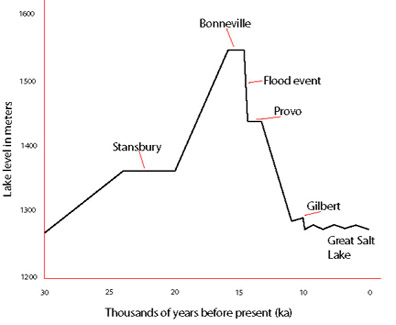 1600
Bonneville
1500
Flood event
Provo
1400
Stansbury
Lake level in meters
1300
Gilbert
Great Salt
Lake
1200
30
25
20
15
10
0
Thousands of years before present (ka)